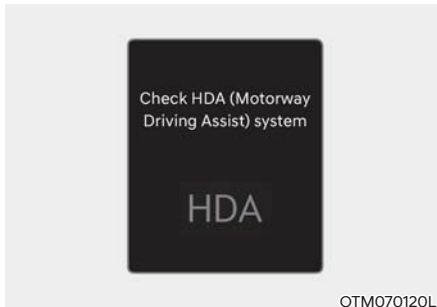 Check HDA (Motorway
Driving Assist) system
HDA
OTM070120L